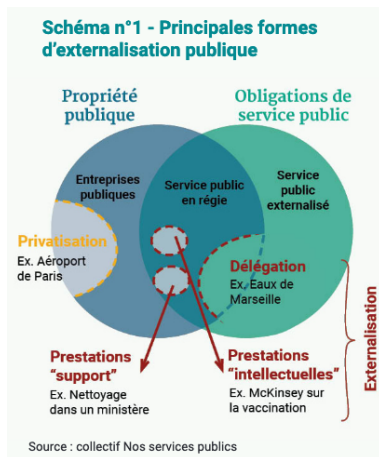 Schéma n°1 - Principales formes
d'externalisation publique
Propriété
publique
Obligations de
service public
Entreprises
publiques
Service public
en régie
Service
public
externalisé
Privatisation
Ex. Aéroport
de Paris
Délégation
Ex. Eaux de
Marseille
Externalisation
Prestations
"support"
Ex. Nettoyage
dans un ministère
Prestations
"intellectuelles"
Ex. McKinsey sur
la vaccination
Source : collectif Nos services publics